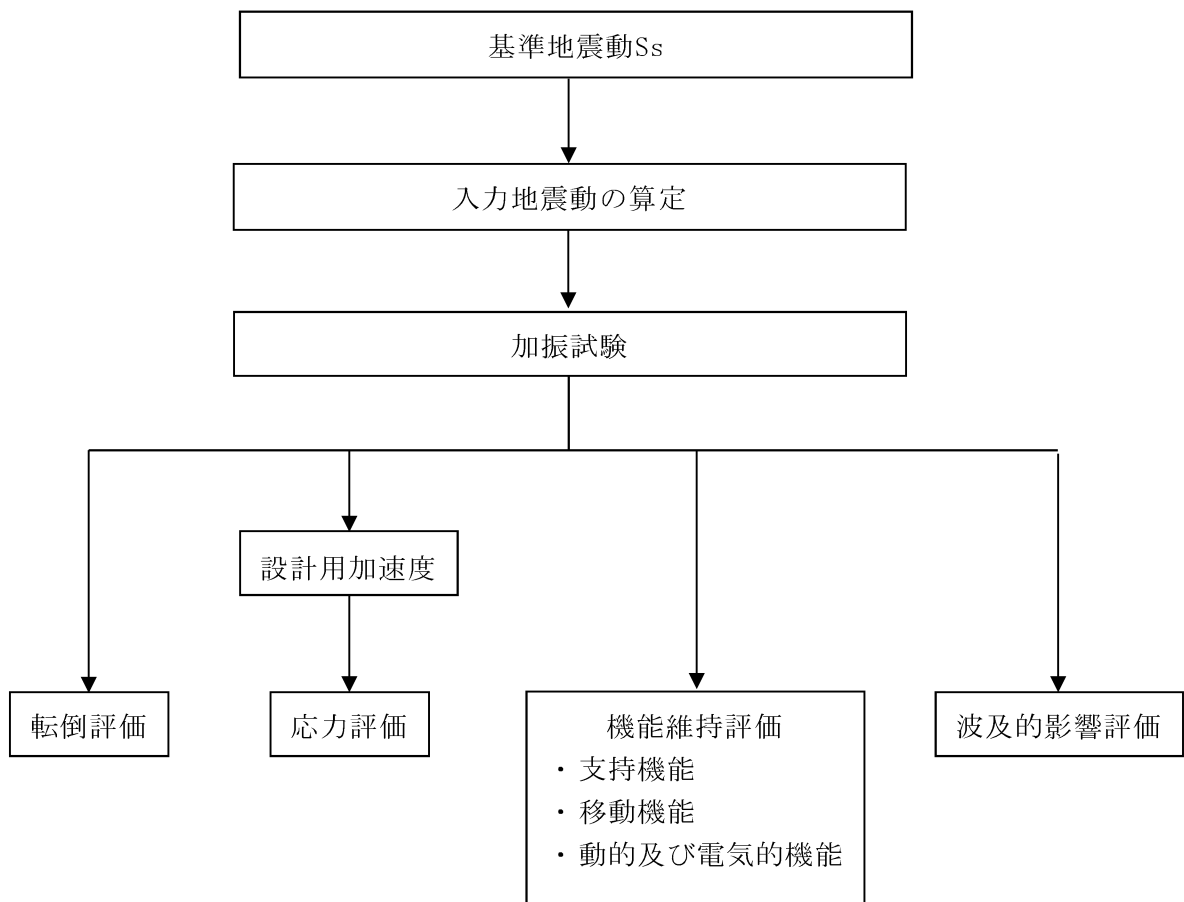 基準地震動Ss
入力地震動の算定
加振試験
設計用加速度
転倒評価
応力評価
機能維持評価
・支持機能
・移動機能
・動的及び電気的機能
波及的影響評価